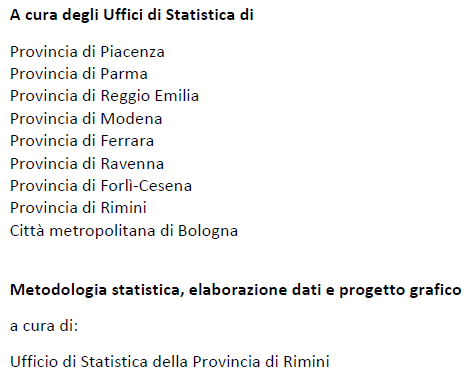 A cura degli Uffici di Statistica di
Provincia di Piacenza
Provincia di Parma
Provincia di Reggio Emilia
Provincia di Modena
Provincia di Ferrara
Provincia di Ravenna
Provincia di Forlì-Cesena
Provincia di Rimini
Città metropolitana di Bologna
Metodologia statistica, elaborazione dati e progetto grafico
a cura di:
Ufficio di Statistica della Provincia di Rimini